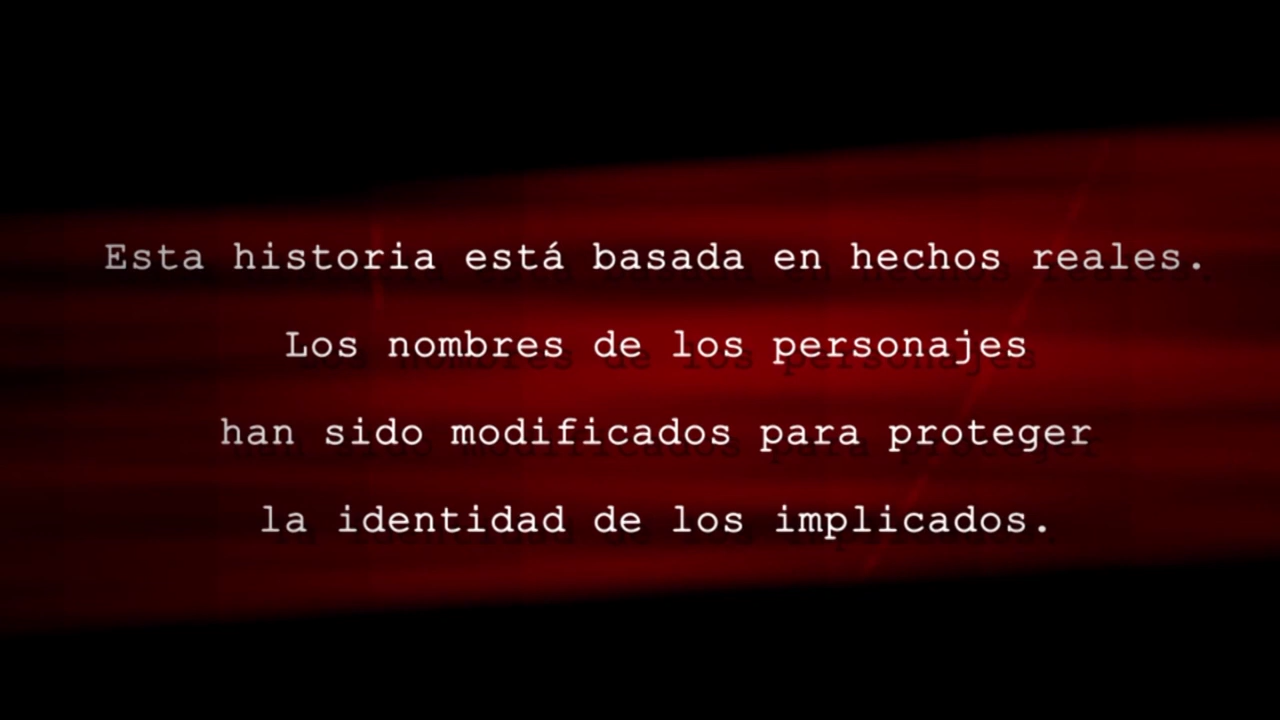 Esta historia está basada en hechos reales.
Los nombres de los personajes
han sido modificados para proteger
la identidad de los implicados.